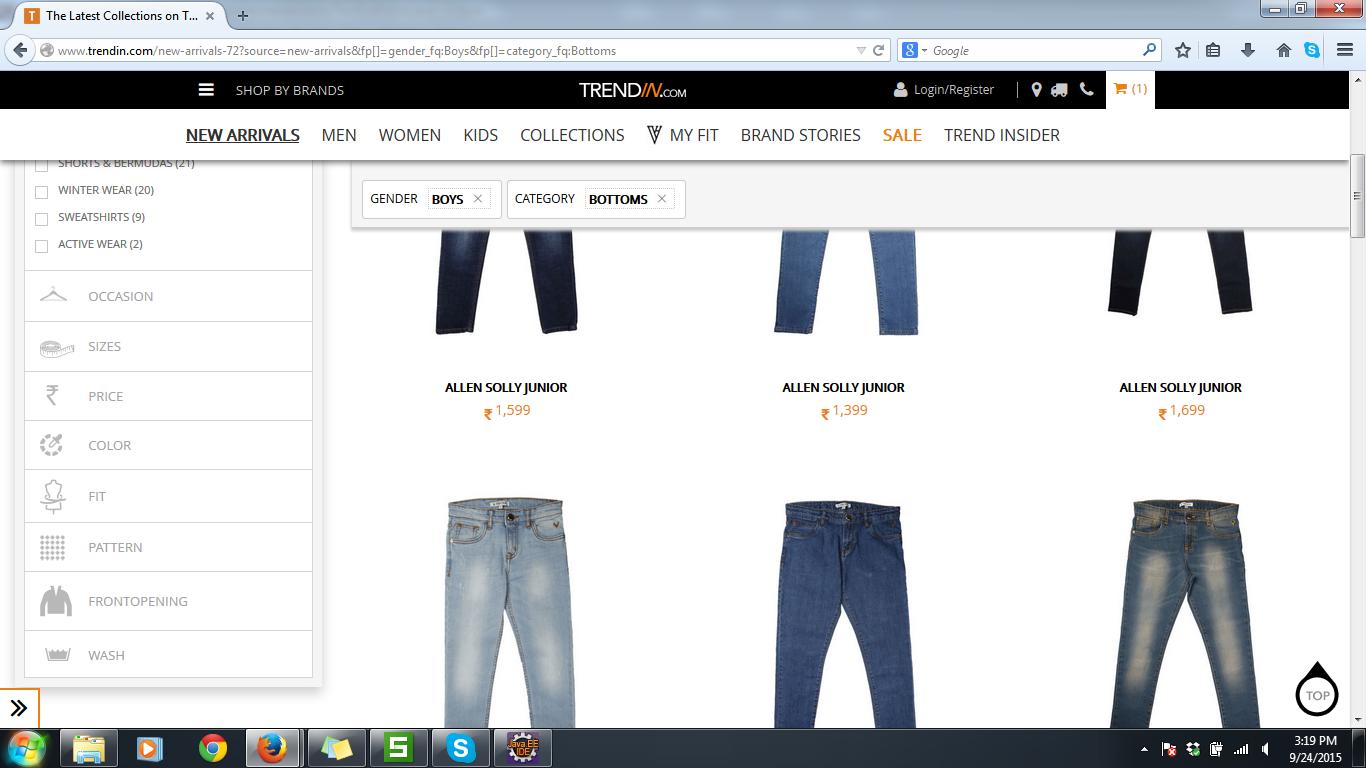 The Latest Collections on T...
www.trendin.com/new-arrivals-72?source=new-arrivals&fp[]=gender_fq:Boys&fp[]=category_fq:Bottoms
Google
SHOP BY BRANDS
TRENDIN.COM
Login/Register
(1)
NEW ARRIVALS MEN WOMEN KIDS COLLECTIONS MY FIT BRAND STORIES SALE TREND INSIDER
SHORTS & BERMUDAS (21)
WINTER WEAR (20)
SWEATSHIRTS (9)
ACTIVE WEAR (2)
OCCASION
SIZES
PRICE
COLOR
FIT
PATTERN
FRONTOPENING
WASH
GENDER BOYS × CATEGORY BOTTOMS ×
ALLEN SOLLY JUNIOR ALLEN SOLLY JUNIOR ALLEN SOLLY JUNIOR
₹ 1,599 ₹ 1,399 ₹ 1,699
TOP
Java EE
IDE
3:19 PM
9/24/2015